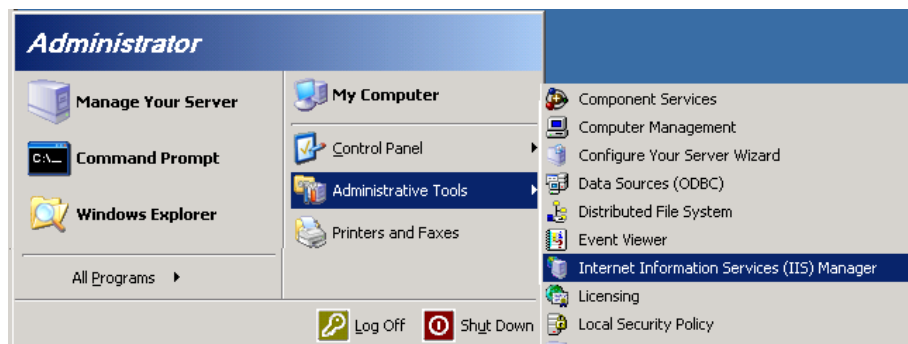 Administrator
Manage Your Server
C:\_
Command Prompt
Windows Explorer
All Programs
My Computer
Control Panel
Administrative Tools
Printers and Faxes
Log Off
Shut Down
Component Services
Computer Management
Configure Your Server Wizard
Data Sources (ODBC)
Distributed File System
Event Viewer
Internet Information Services (IIS) Manager
Licensing
Local Security Policy